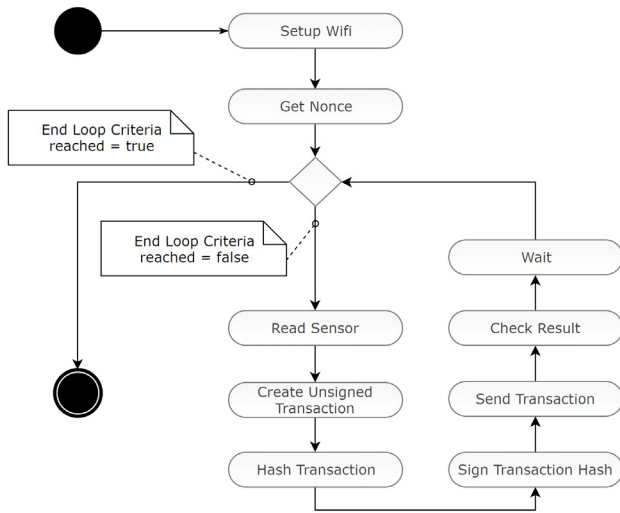 Setup Wifi
Get Nonce
End Loop Criteria
reached = true
End Loop Criteria
reached = false
Read Sensor
Create Unsigned
Transaction
Hash Transaction
Wait
Check Result
Send Transaction
Sign Transaction Hash